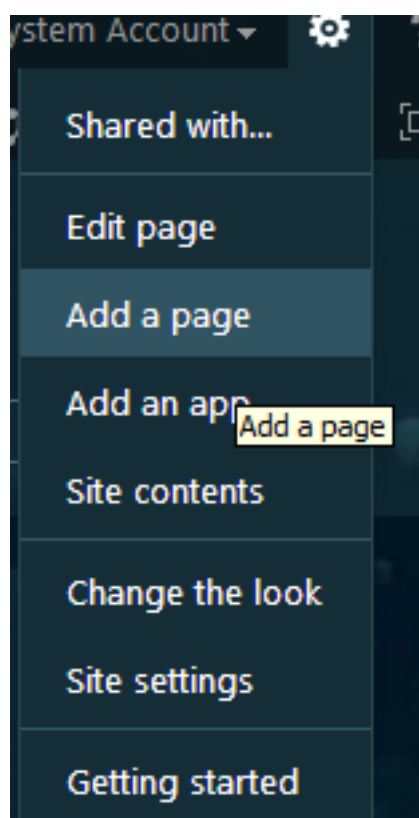 ystem Account
Shared with...
Edit page
Add a page
Add an app
Add a page
Site contents
Change the look
Site settings
Getting started